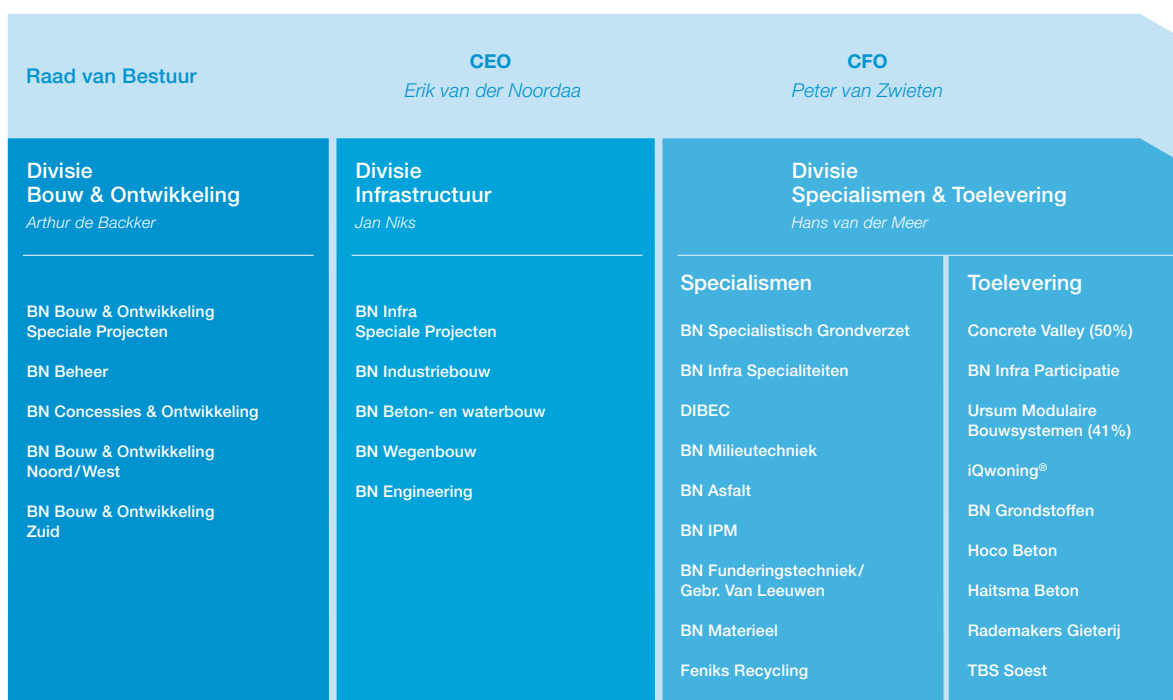 Raad van Bestuur
CEO
Erik van der Noordaa
CFO
Peter van Zwieten
Divisie
Bouw & Ontwikkeling
Arthur de Backker
BN Bouw & Ontwikkeling
Speciale Projecten
BN Beheer
BN Concessies & Ontwikkeling
BN Bouw & Ontwikkeling
Noord/West
BN Bouw & Ontwikkeling
Zuid
Divisie
Infrastructuur
Jan Niks
BN Infra
Speciale Projecten
BN Industriebouw
BN Beton- en waterbouw
BN Wegenbouw
BN Engineering
Divisie
Specialismen & Toelevering
Hans van der Meer
Specialismen
BN Specialistisch Grondverzet
BN Infra Specialiteiten
DIBEC
BN Milieutechniek
BN Asfalt
BN IPM
BN Funderingstechniek/
Gebr. Van Leeuwen
BN Materieel
Feniks Recycling
Toelevering
Concrete Valley (50%)
BN Infra Participatie
Ursum Modulaire
Bouwsystemen (41%)
iQwoning®
BN Grondstoffen
Hoco Beton
Haitsma Beton
Rademakers Gieterij
TBS Soest